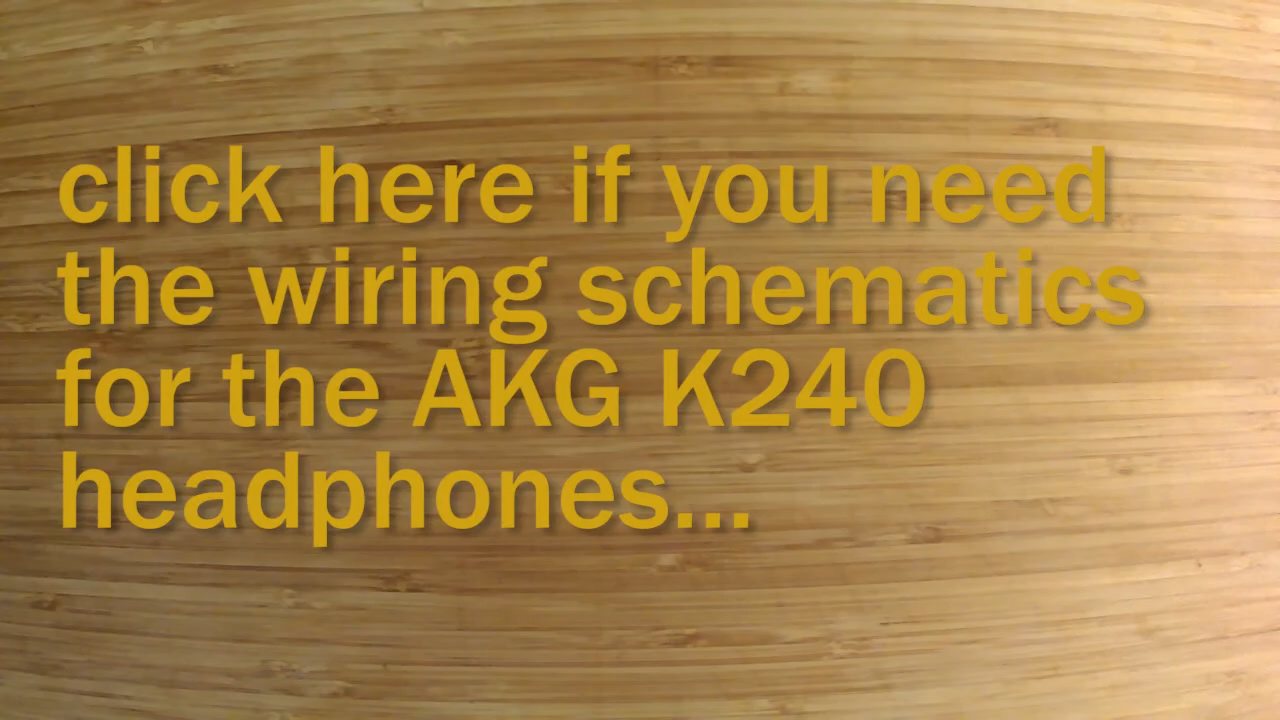 click here if you need
the wiring schematics
for the AKG K240
headphones...